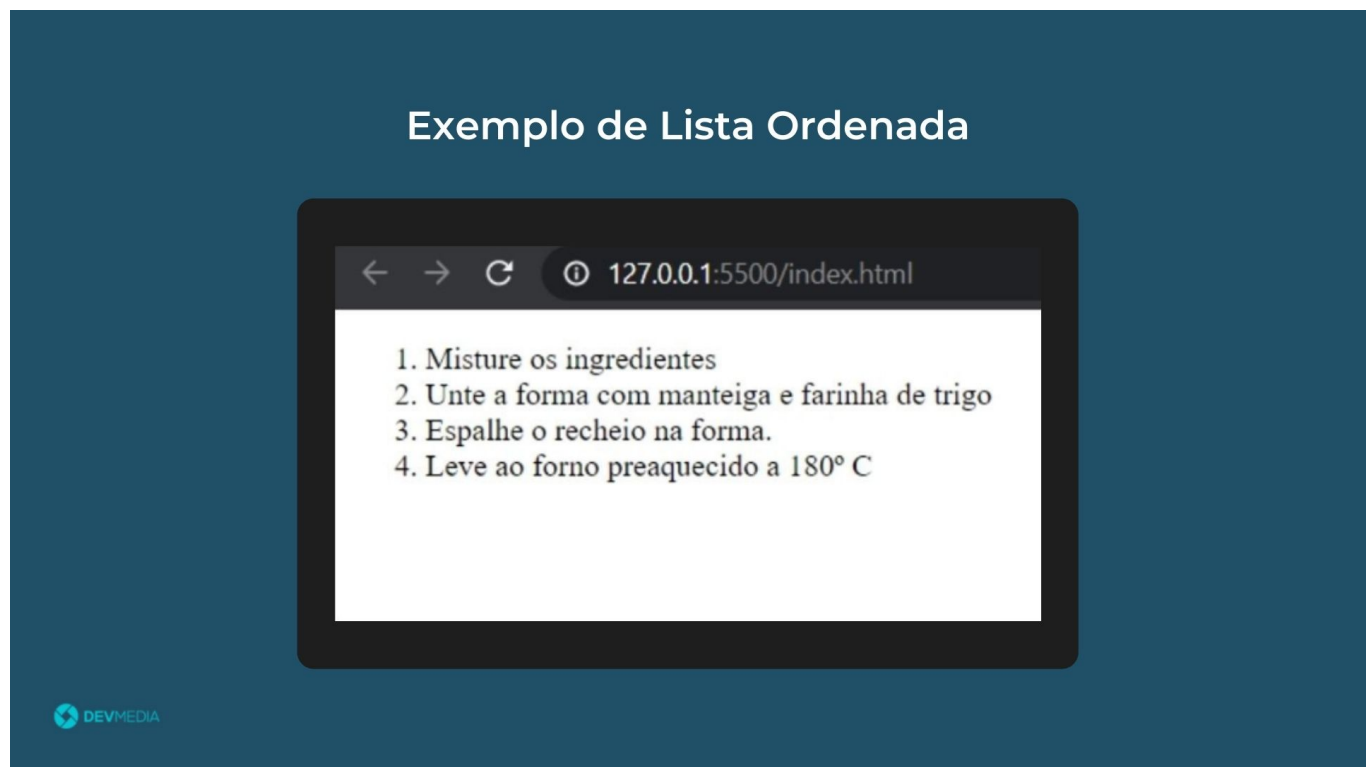 Exemplo de Lista Ordenada
127.0.0.1:5500/index.html
1. Misture os ingredientes
2. Unte a forma com manteiga e farinha de trigo
3. Espalhe o recheio na forma.
4. Leve ao forno preaquecido a 180º C
DEVMEDIA